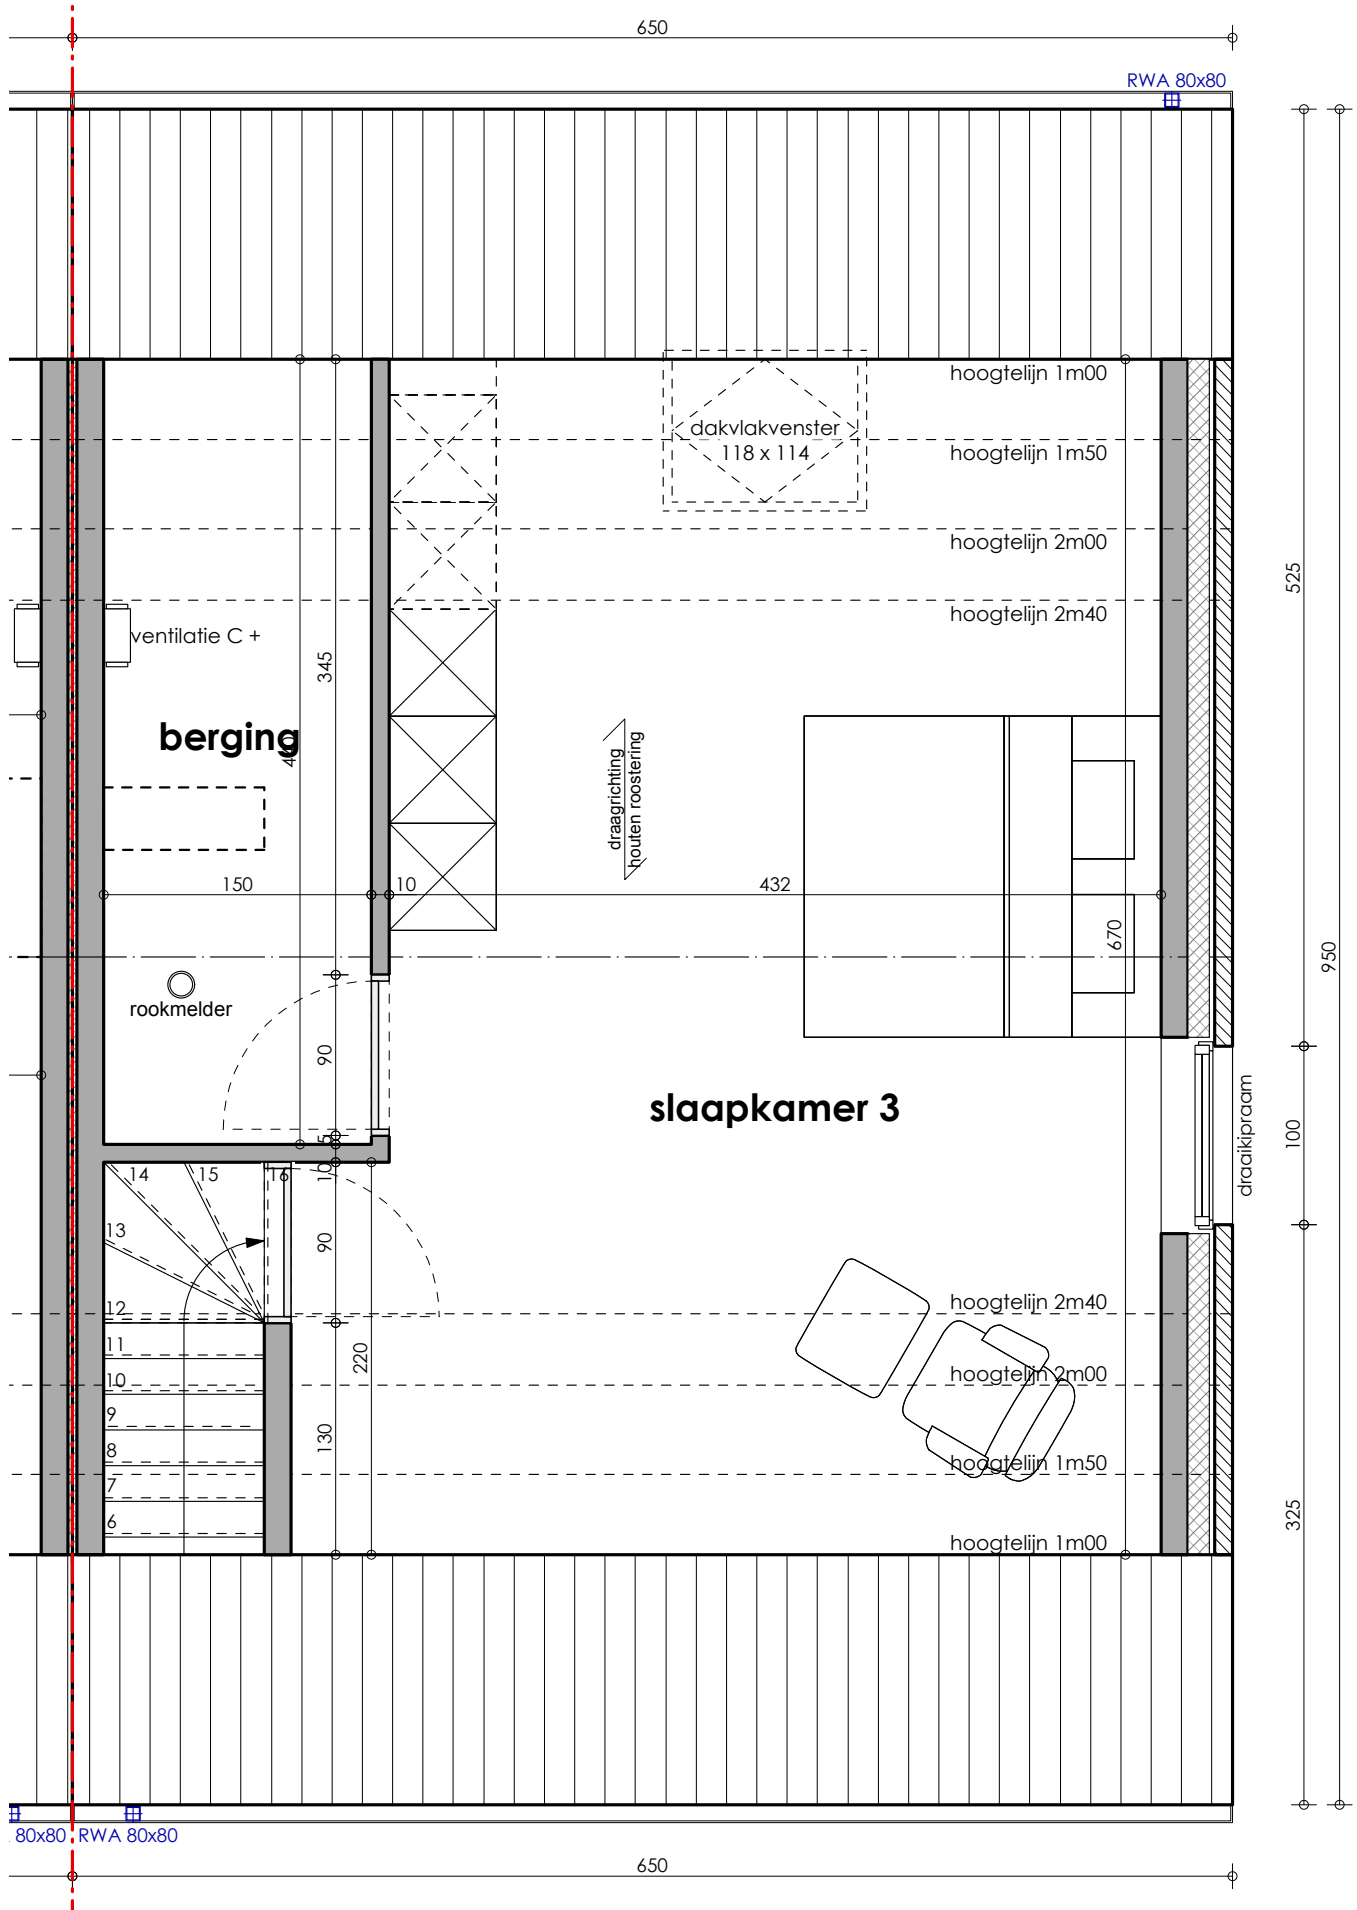 650
RWA 80x80
hoogtelijn 1m00
dakvlakvenster
118 x 114
hoogtelijn 1m50
hoogtelijn 2m00
hoogtelijn 2m40
525
ventilatie C +
345
berging
draagrichting
houten roostering
150
10
432
670
950
rookmelder
90
slaapkamer 3
draaikipraam
100
5
10
14
15
16
13
90
12
hoogtelijn 2m40
11
220
10
hoogtelijn 2m00
9
130
8
hoogtelijn 1m50
7
325
6
hoogtelijn 1m00
80x80
RWA 80x80
650